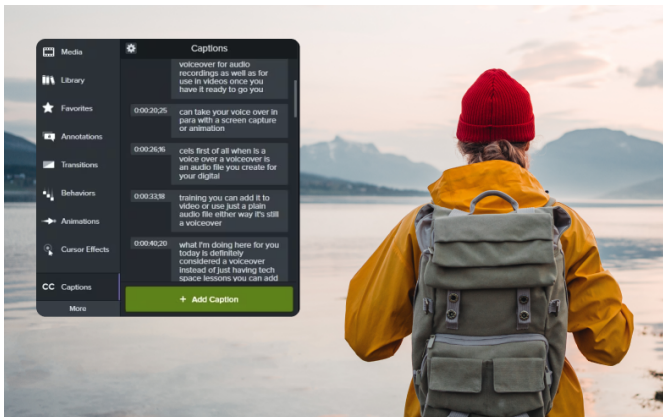 Media
Library
Favorites
Annotations
Transitions
Behaviors
Animations
Cursor Effects
CC Captions
More
Captions
voiceover for audio
recordings as well as for
use in videos once you
have it ready to go you
0:00:20;25
can take your voice over in
para with a screen capture
or animation
0:00:26;16
cels first of all when is a
voice over a voiceover is
an audio file you create for
your digital
0:00:33;18
training you can add it to
video or use just a plain
audio file either way it's still
a voiceover
0:00:40;20
what I'm doing here for you
today is definitely
considered a voiceover
instead of just having tech
space lessons you can add
+ Add Caption